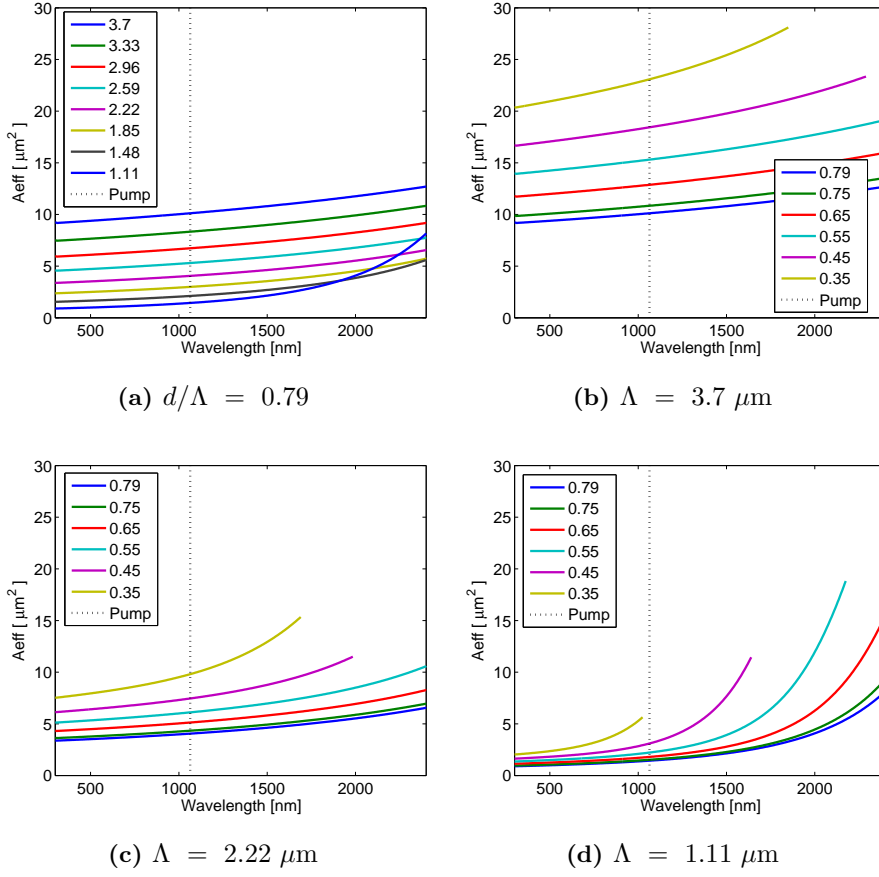 30
25
20
15
10
5
0
Aeff [ μm²]
3.7
3.33
2.96
2.59
2.22
1.85
1.48
1.11
Pump
500 1000 1500 2000
Wavelength [nm]
(a) d/Λ = 0.79
30
25
20
15
10
5
0
Aeff [ μm²]
0.79
0.75
0.65
0.55
0.45
0.35
Pump
500 1000 1500 2000
Wavelength [nm]
(b) Λ = 3.7 μm
30
25
20
15
10
5
0
Aeff [ μm²]
0.79
0.75
0.65
0.55
0.45
0.35
Pump
500 1000 1500 2000
Wavelength [nm]
(c) Λ = 2.22 μm
30
25
20
15
10
5
0
Aeff [ μm²]
0.79
0.75
0.65
0.55
0.45
0.35
Pump
500 1000 1500 2000
Wavelength [nm]
(d) Λ = 1.11 μm